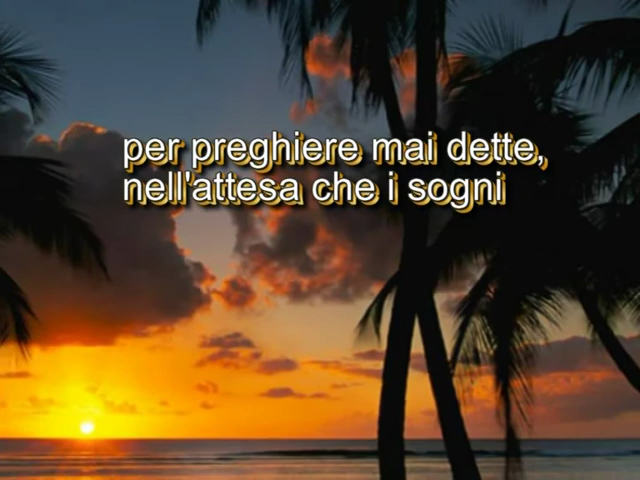 per preghiere mai dette,
nell'attesa che i sogni